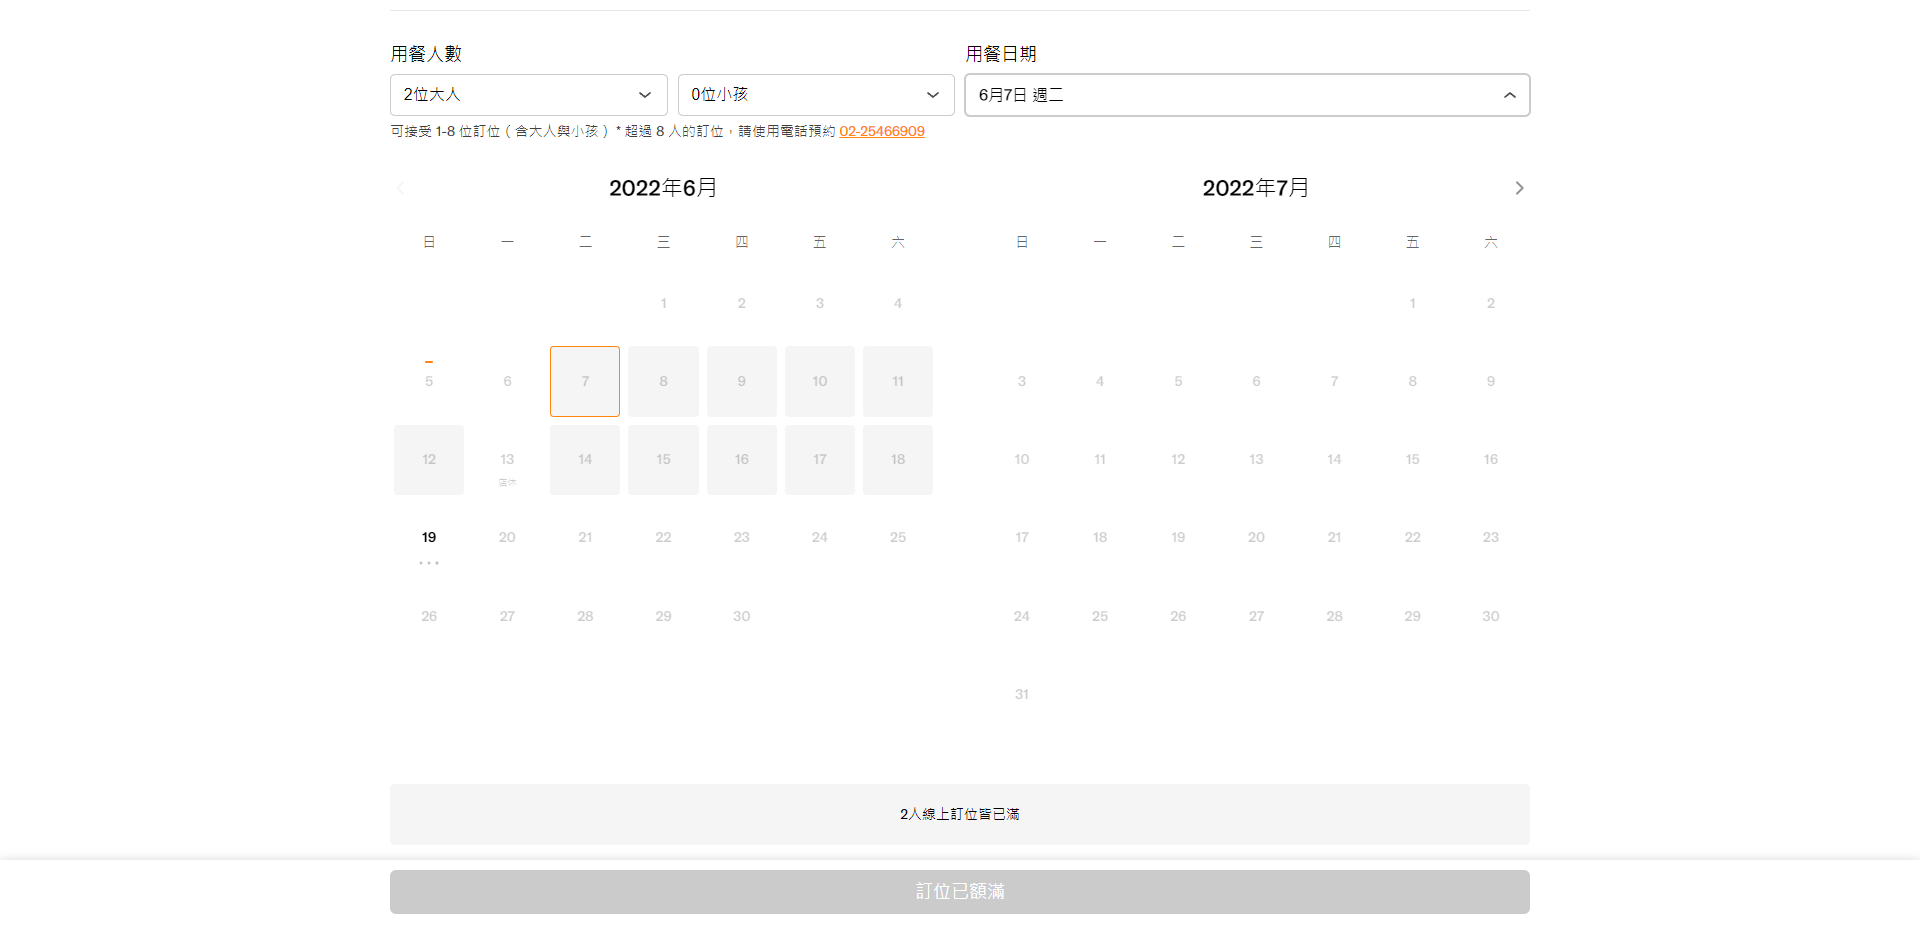 用餐人數 用餐日期
2位大人 0位小孩 6月7日 週二
可接受 1-8 位訂位（含大人與小孩）* 超過 8 人的訂位，請使用電話預約 02-25466909
2022年6月 2022年7月
日 一 二 三 四 五 六 日 一 二 三 四 五 六
1 2 3 4 1 2
5 6 7 8 9 10 11 3 4 5 6 7 8 9
12 13 14 15 16 17 18 10 11 12 13 14 15 16
店休
19 20 21 22 23 24 25 17 18 19 20 21 22 23
26 27 28 29 30 24 25 26 27 28 29 30
31
2人線上訂位皆已滿
訂位已額滿